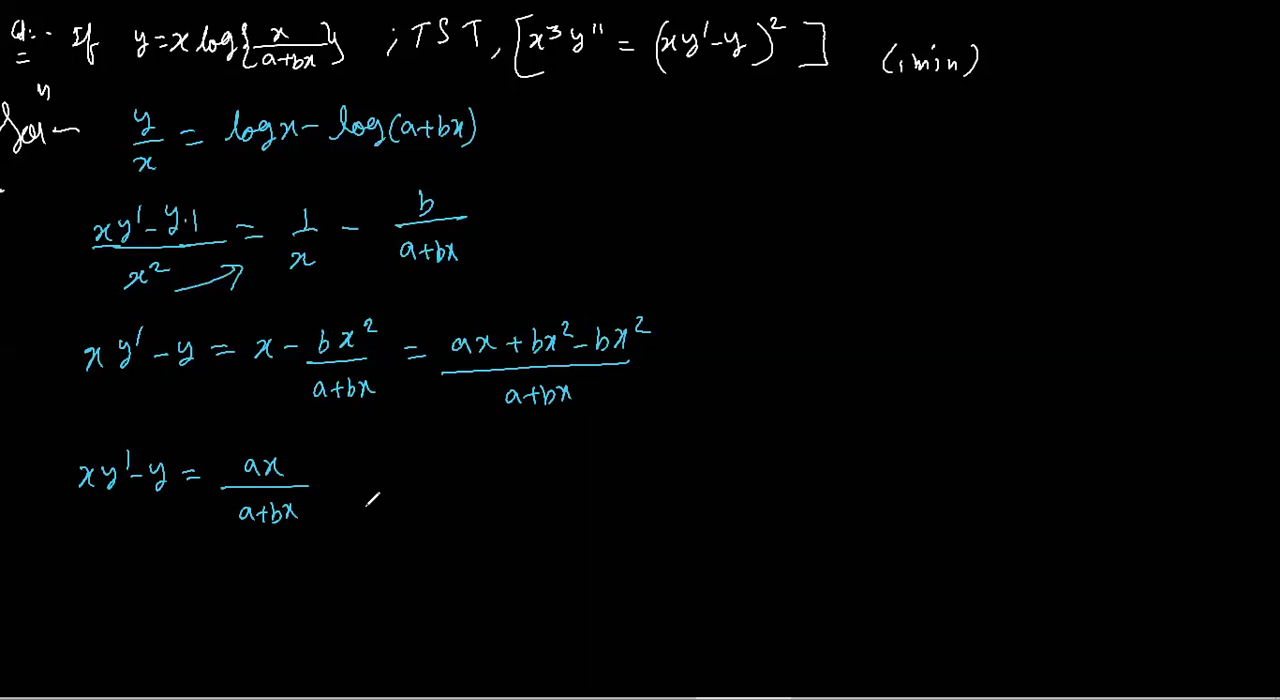 Q:- If y=x log{x/(a+bx)} ; TST, [x³y" = (xy'-y)²] (1 min)
Solⁿ-
y/x = log x - log(a+bx)
(xy' - y·1)/x² = 1/x - b/(a+bx)
xy' - y = x - bx²/(a+bx) = (ax + bx² - bx²)/(a+bx)
xy' - y = ax/(a+bx)